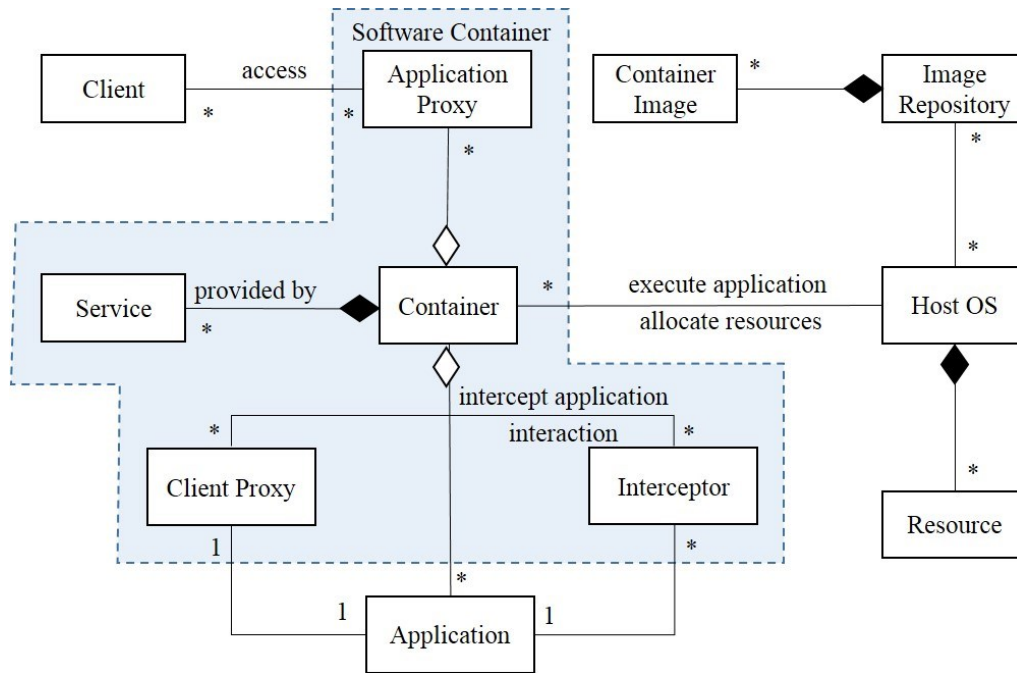 Software Container
Client
access
*
*
Application
Proxy
*
Container
Image
*
Image
Repository
*
*
Service
provided by
*
Container
*
execute application
allocate resources
Host OS
intercept application
interaction
*
*
Client Proxy
Interceptor
*
Resource
1
*
*
1
Application
1